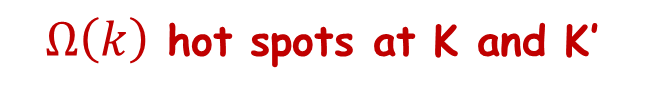 Ω(k) hot spots at K and K'